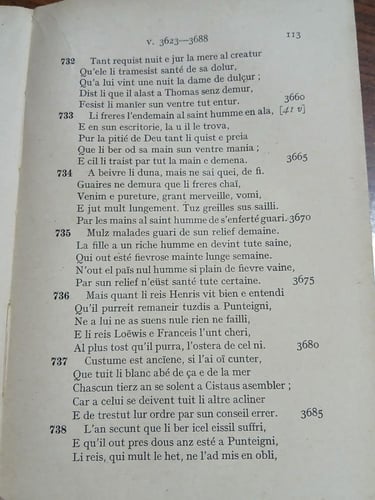 v. 3623—3688 113
732 Tant requist nuit e jur la mere al creatur
Qu'ele li tramesist santé de sa dolur,
Qu'a lui vint une nuit la dame de dulçur ;
Dist li que il alast a Thomas senz demur,
Fesist li manïer sun ventre tut entur. 3660
733 Li freres l'endemain al saint humme en ala, [41 v]
E en sun escritorie, la u il le trova,
Pur la pitié de Deu tant li quist e preia
Que li ber od sa main sun ventre mania ;
E cil li traist par tut la main e demena. 3665
734 A beivre li duna, mais ne sai quei, de fi.
Guaires ne demura que li freres chaï,
Venim e pureture, grant merveille, vomi,
E jut mult lungement. Tuz greilles sus sailli.
Par les mains al saint humme de s'enferté guari. 3670
735 Mulz malades guari de sun relief demaine.
La fille a un riche humme en devint tute saine,
Qui out esté fievrose mainte lunge semaine.
N'out el païs nul humme si plain de fievre vaine,
Par sun relief n'eüst santé tute certaine. 3675
736 Mais quant li reis Henris vit bien e entendi
Qu'il purreit remaneir tuzdis a Punteigni,
Ne a lui ne as suens nule rien ne failli,
E li reis Loëwis e Franceis l'unt cheri,
Al plus tost qu'il purra, l'ostera de cel ni. 3680
737 Custume est anciëne, si l'ai oï cunter,
Que tuit li blanc abé de ça e de la mer
Chascun tierz an se solent a Cistaus asembler ;
Car a celui se deivent tuit li altre acliner
E de trestut lur ordre par sun conseil errer. 3685
738 L'an secunt que li ber icel eissil suffri,
E qu'il out pres dous anz esté a Punteigni,
Li reis, qui mult le het, ne l'ad mis en obli,